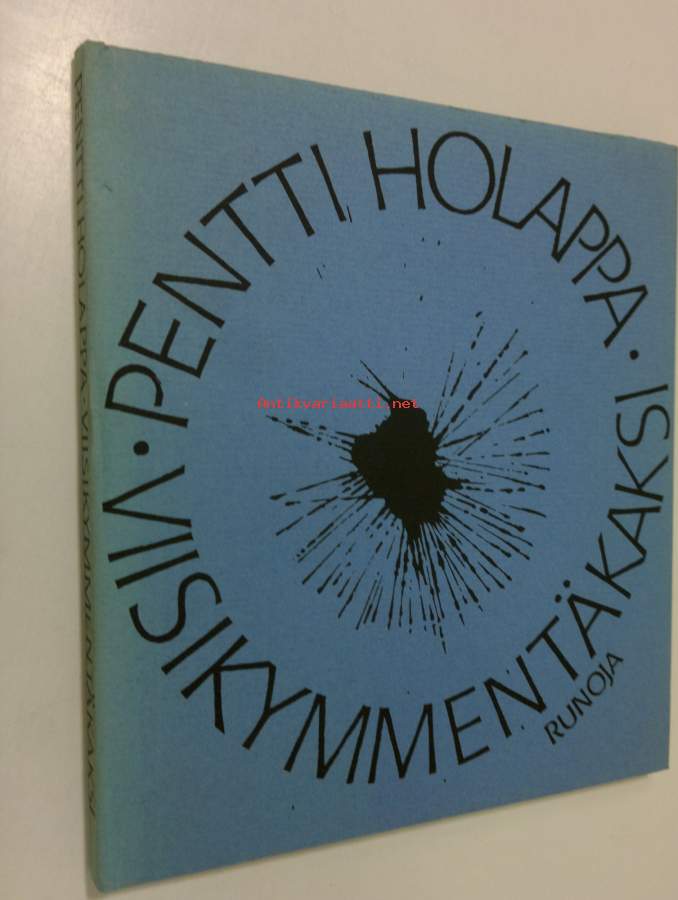 PENTTI HOLAPPA · VIISIKYMMENTÄKAKSI ·
RUNOJA
PENTTI HOLAPPA · VIISIKYMMENTÄKAKSI
Antikvariaatti.net